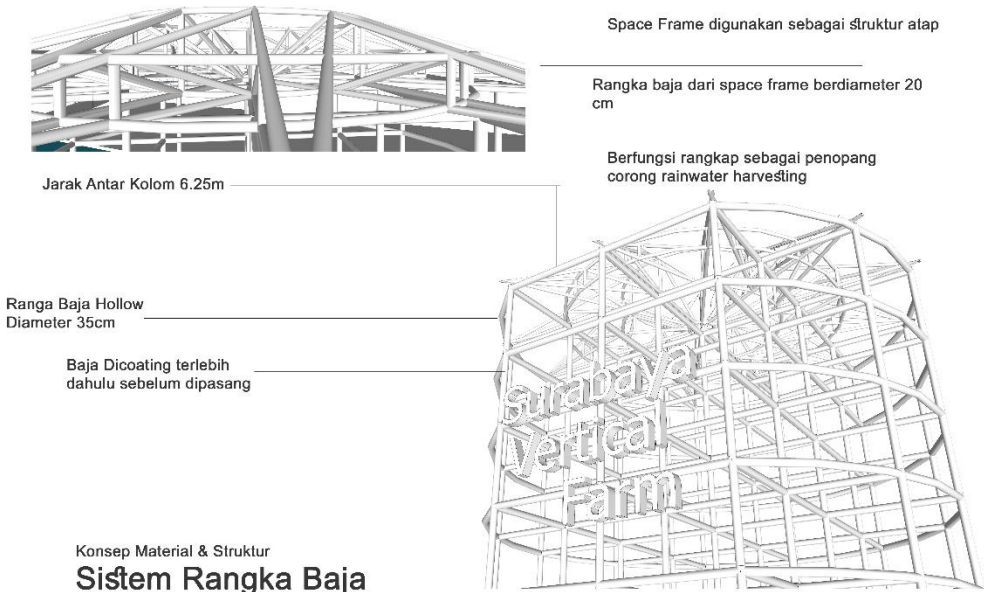 Space Frame digunakan sebagai struktur atap
Rangka baja dari space frame berdiameter 20
cm
Berfungsi rangkap sebagai penopang
corong rainwater harvesting
Jarak Antar Kolom 6.25m
Ranga Baja Hollow
Diameter 35cm
Baja Dicoating terlebih
dahulu sebelum dipasang
Surabaya
Vertical
Farm
Konsep Material & Struktur
Sistem Rangka Baja